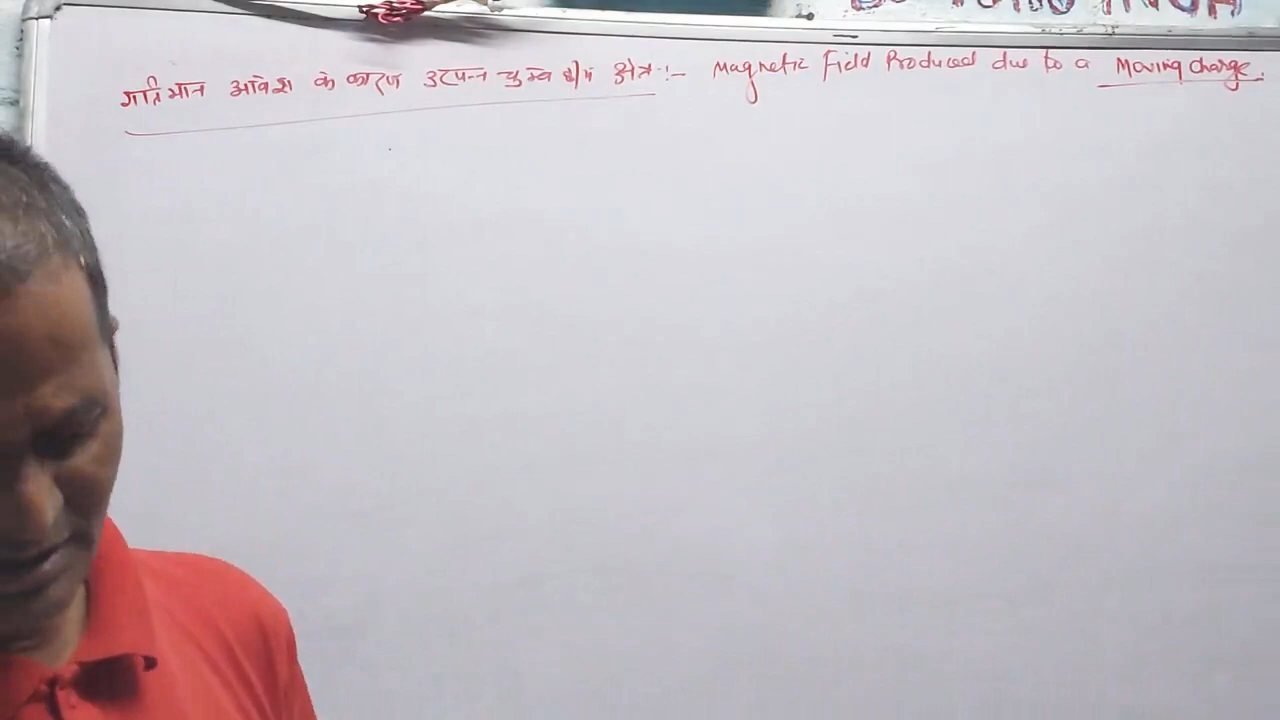 गतिमान आवेश के कारण उत्पन्न चुम्बकीय क्षेत्र :- Magnetic Field Produced due to a Moving charge.